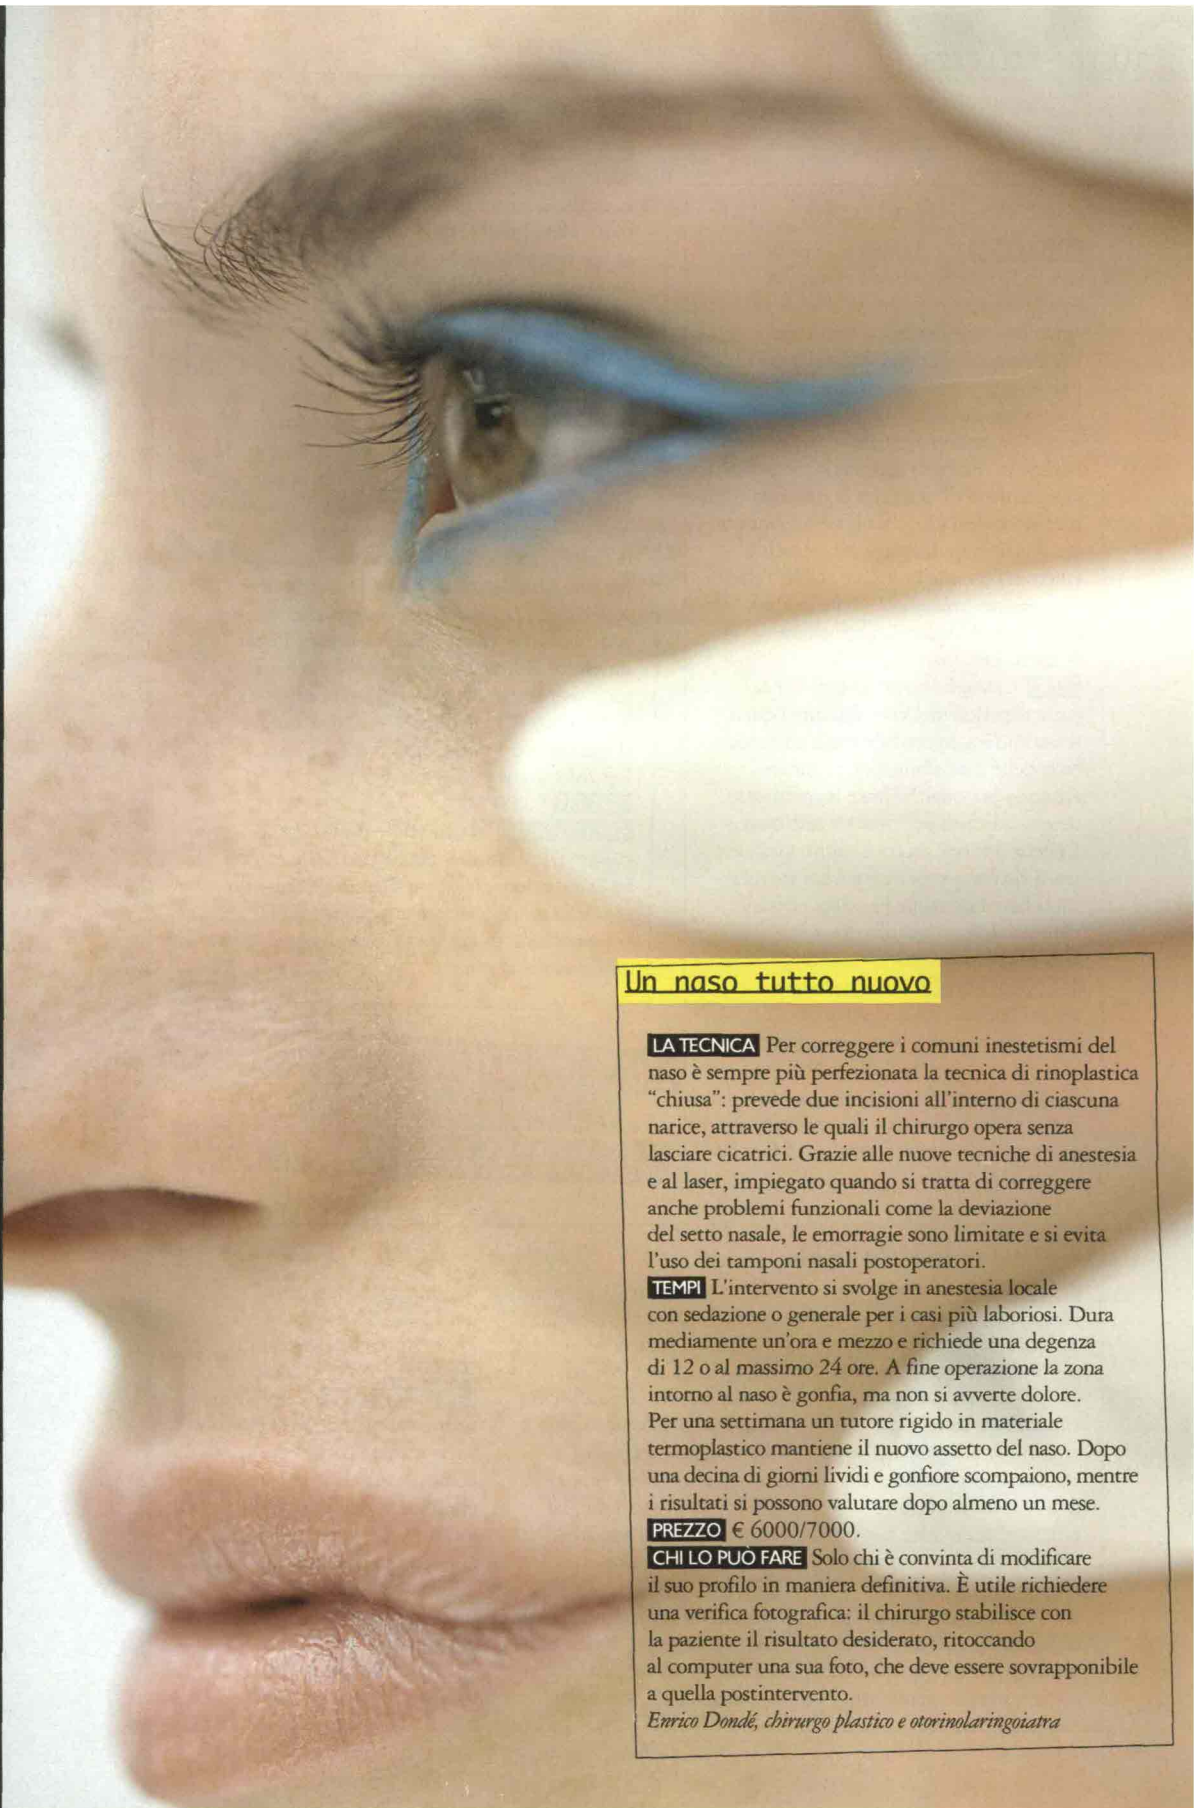 Un naso tutto nuovo
LA TECNICA Per correggere i comuni inestetismi del
naso è sempre più perfezionata la tecnica di rinoplastica
“chiusa”: prevede due incisioni all'interno di ciascuna
narice, attraverso le quali il chirurgo opera senza
lasciare cicatrici. Grazie alle nuove tecniche di anestesia
e al laser, impiegato quando si tratta di correggere
anche problemi funzionali come la deviazione
del setto nasale, le emorragie sono limitate e si evita
l'uso dei tamponi nasali postoperatori.
TEMPI L'intervento si svolge in anestesia locale
con sedazione o generale per i casi più laboriosi. Dura
mediamente un'ora e mezzo e richiede una degenza
di 12 o al massimo 24 ore. A fine operazione la zona
intorno al naso è gonfia, ma non si avverte dolore.
Per una settimana un tutore rigido in materiale
termoplastico mantiene il nuovo assetto del naso. Dopo
una decina di giorni lividi e gonfiore scompaiono, mentre
i risultati si possono valutare dopo almeno un mese.
PREZZO € 6000/7000.
CHI LO PUÒ FARE Solo chi è convinta di modificare
il suo profilo in maniera definitiva. È utile richiedere
una verifica fotografica: il chirurgo stabilisce con
la paziente il risultato desiderato, ritoccando
al computer una sua foto, che deve essere sovrapponibile
a quella postintervento.
Enrico Dondé, chirurgo plastico e otorinolaringoiatra